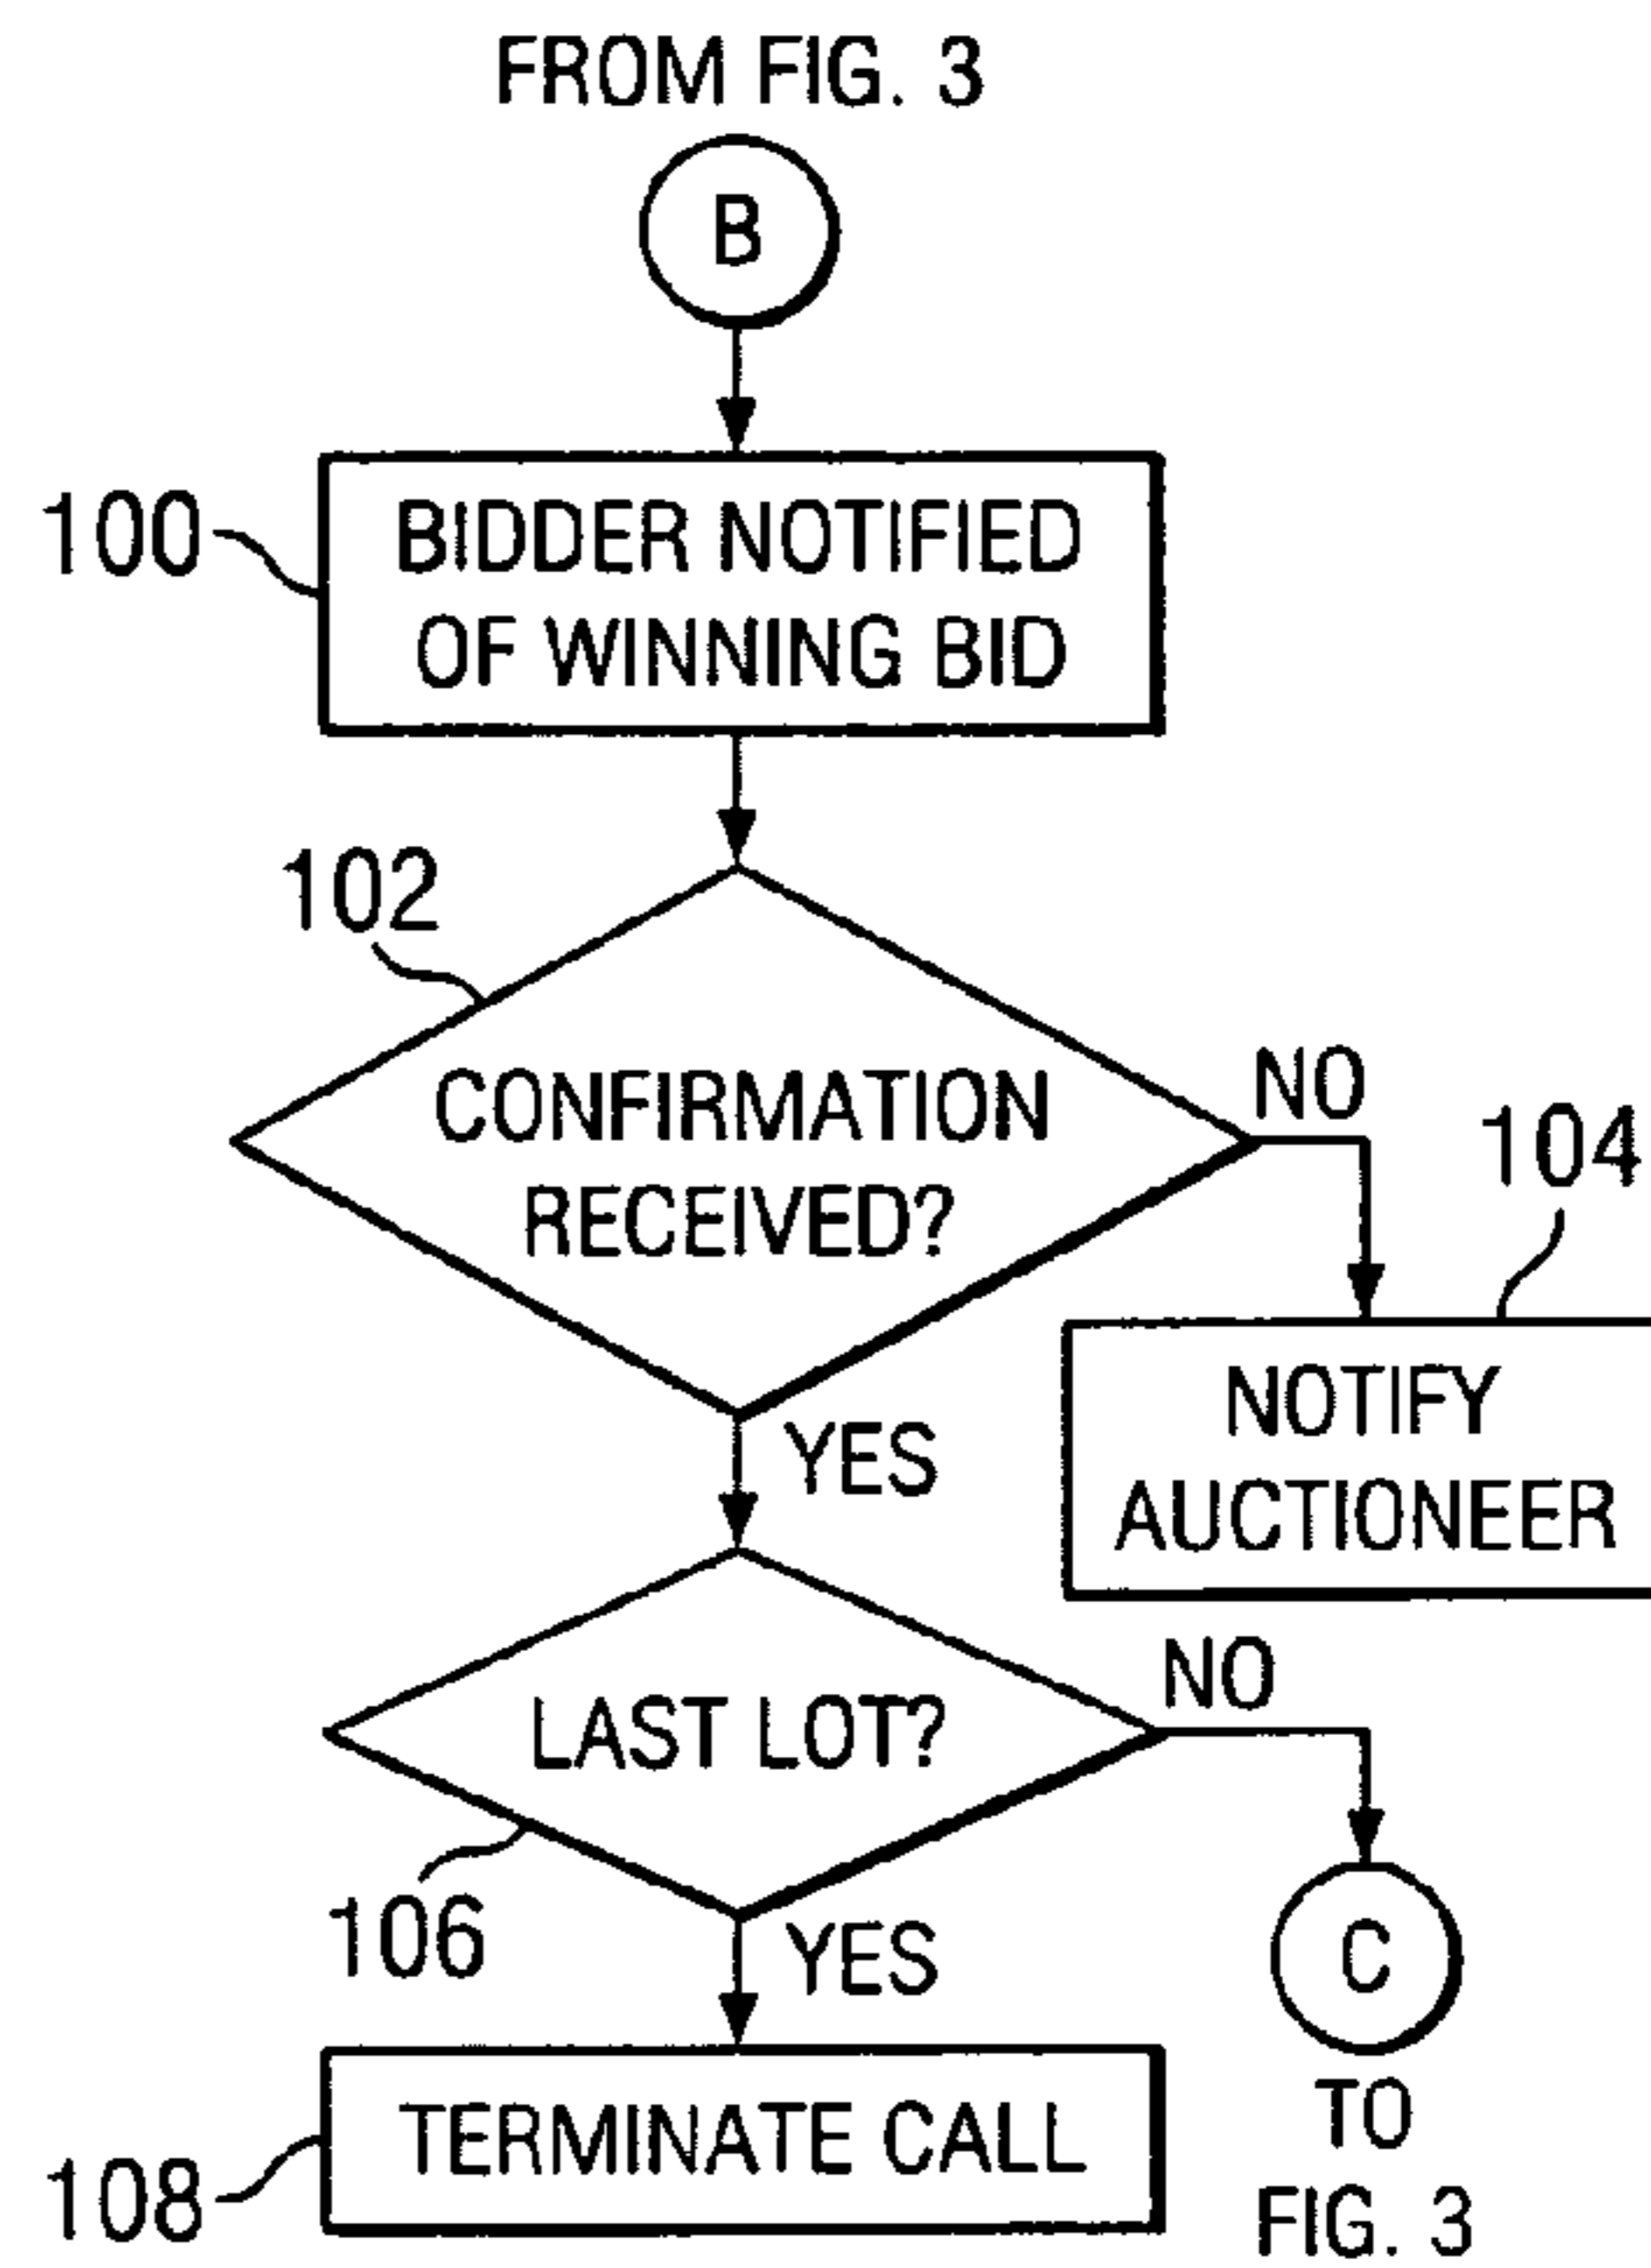 FROM FIG. 3
B
100
BIDDER NOTIFIED
OF WINNING BID
102
CONFIRMATION
RECEIVED?
NO
104
NOTIFY
AUCTIONEER
YES
LAST LOT?
NO
106
YES
C
TO
FIG. 3
TERMINATE CALL
108